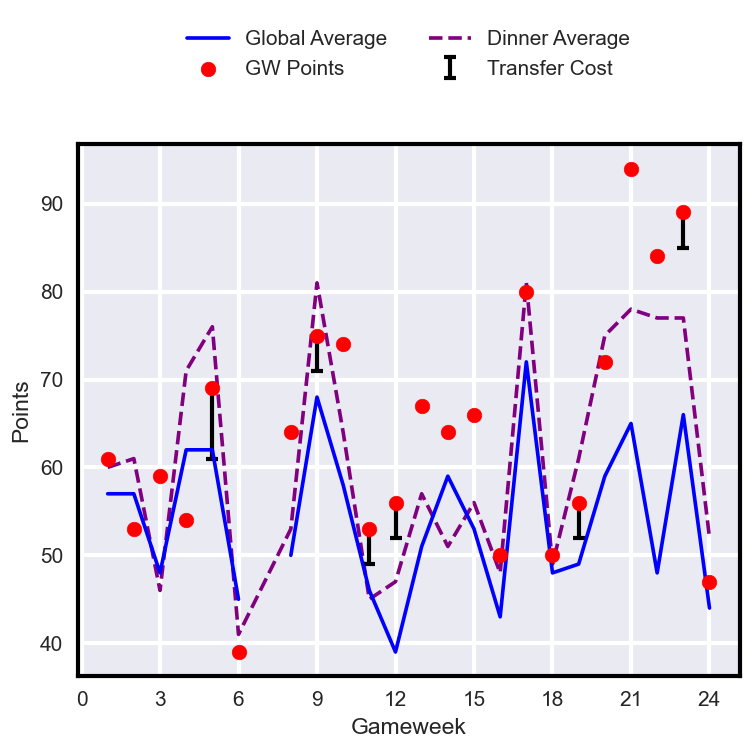 Global Average
Dinner Average
GW Points
Transfer Cost
90
80
70
60
50
40
Points
0 3 6 9 12 15 18 21 24
Gameweek